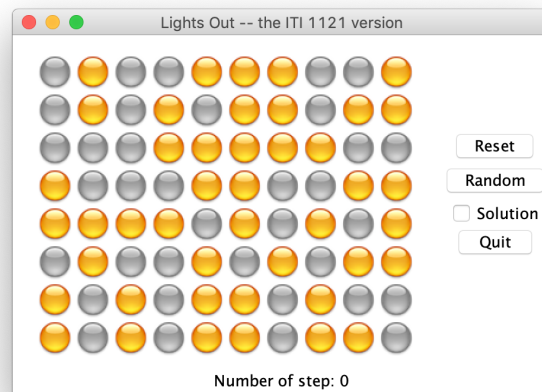 Lights Out -- the ITI 1121 version
Reset
Random
Solution
Quit
Number of step: 0